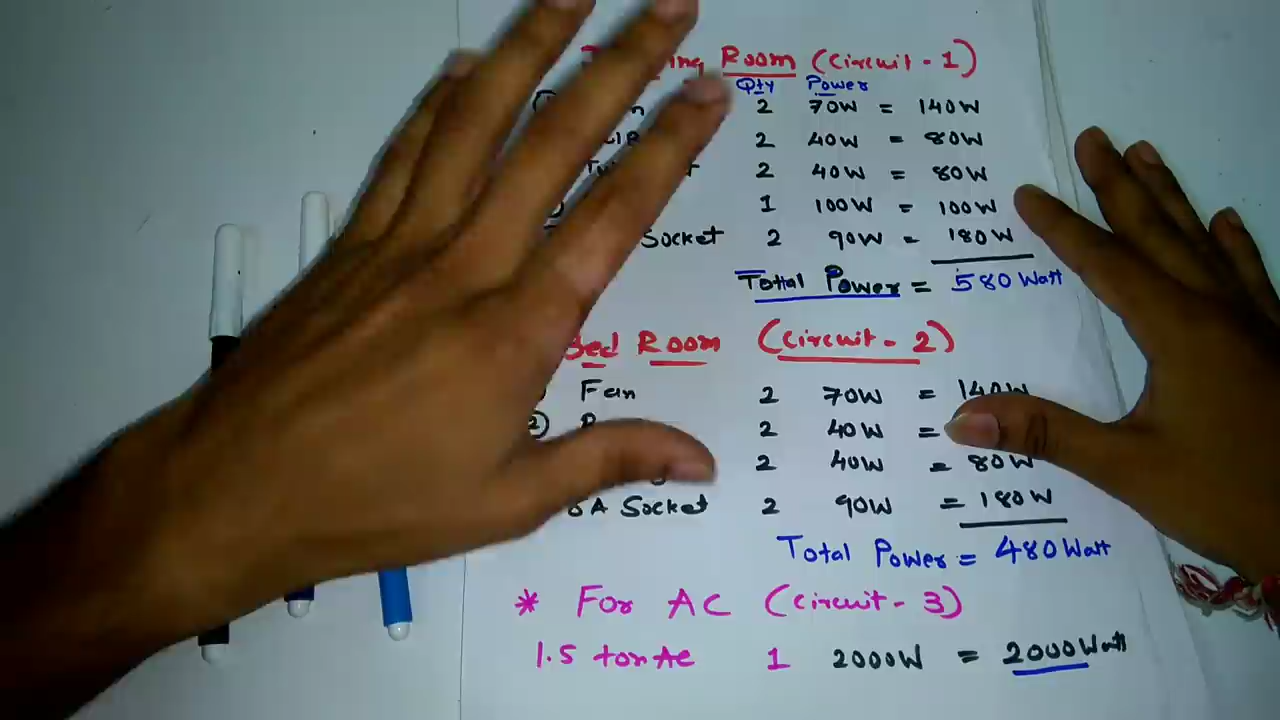 Room (Circuit - 1)
Qty Power
2 70W = 140W
2 40W = 80W
2 40W = 80W
1 100W = 100W
Socket 2 90W = 180W
Total Power = 580 Watt
Bed Room (Circuit - 2)
Fan 2 70W = 140W
② 2 40W =
2 40W = 80W
6A Socket 2 90W = 180W
Total Power = 480 Watt
* For AC (Circuit - 3)
1.5 ton Ac 1 2000W = 2000 Watt